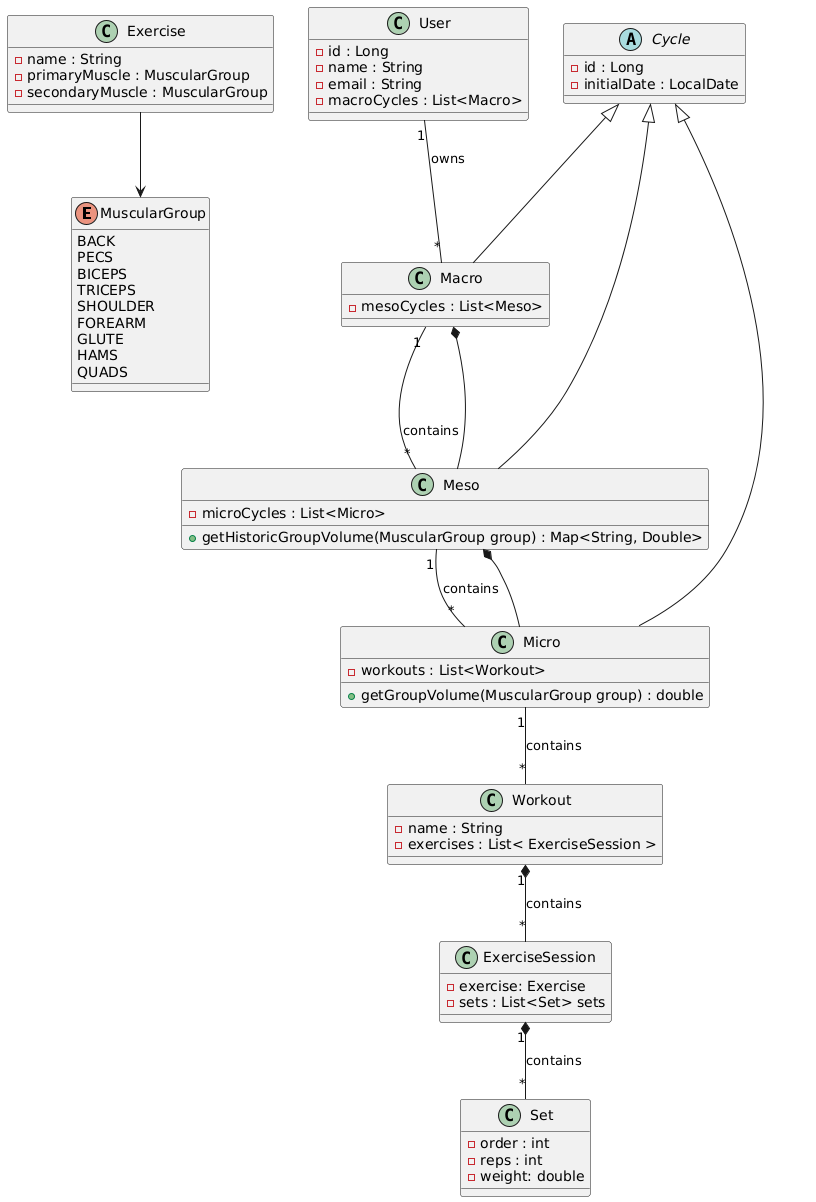 C Exercise
name : String
primaryMuscle : MuscularGroup
secondaryMuscle : MuscularGroup
C User
id : Long
name : String
email : String
macroCycles : List<Macro>
A Cycle
id : Long
initialDate : LocalDate
1
owns
*
E MuscularGroup
BACK
PECS
BICEPS
TRICEPS
SHOULDER
FOREARM
GLUTE
HAMS
QUADS
C Macro
mesoCycles : List<Meso>
1
contains
*
C Meso
microCycles : List<Micro>
getHistoricGroupVolume(MuscularGroup group) : Map<String, Double>
1
contains
*
C Micro
workouts : List<Workout>
getGroupVolume(MuscularGroup group) : double
1
contains
*
C Workout
name : String
exercises : List< ExerciseSession >
1
contains
*
C ExerciseSession
exercise: Exercise
sets : List<Set> sets
1
contains
*
C Set
order : int
reps : int
weight: double